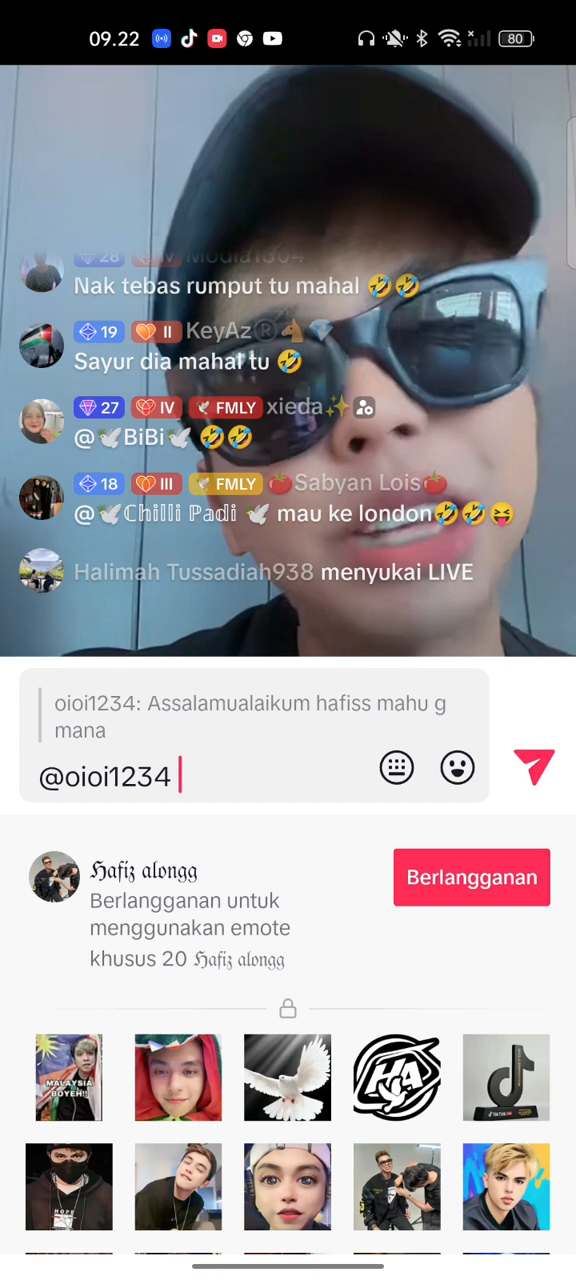 09.22
80
28 IV
Nak tebas rumput tu mahal 🤣🤣
19 II KeyAz®🐴💎
Sayur dia mahal tu 🤣
27 IV FMLY xieda✨
@🕊BiBi🕊 🤣🤣
18 III FMLY 🍅Sabyan Lois🍅
@🕊ℂ𝕙𝕚𝕝𝕝𝕚 ℙ𝕒𝕕𝕚 🕊 mau ke london🤣🤣😝
Halimah Tussadiah938 menyukai LIVE
oioi1234: Assalamualaikum hafiss mahu g
mana
@oioi1234
ℌ𝔞𝔣𝔦𝔷 𝔞𝔩𝔬𝔫𝔤𝔤
Berlangganan
Berlangganan untuk
menggunakan emote
khusus 20 ℌ𝔞𝔣𝔦𝔷 𝔞𝔩𝔬𝔫𝔤𝔤
MALAYSIA
BOYEH!!